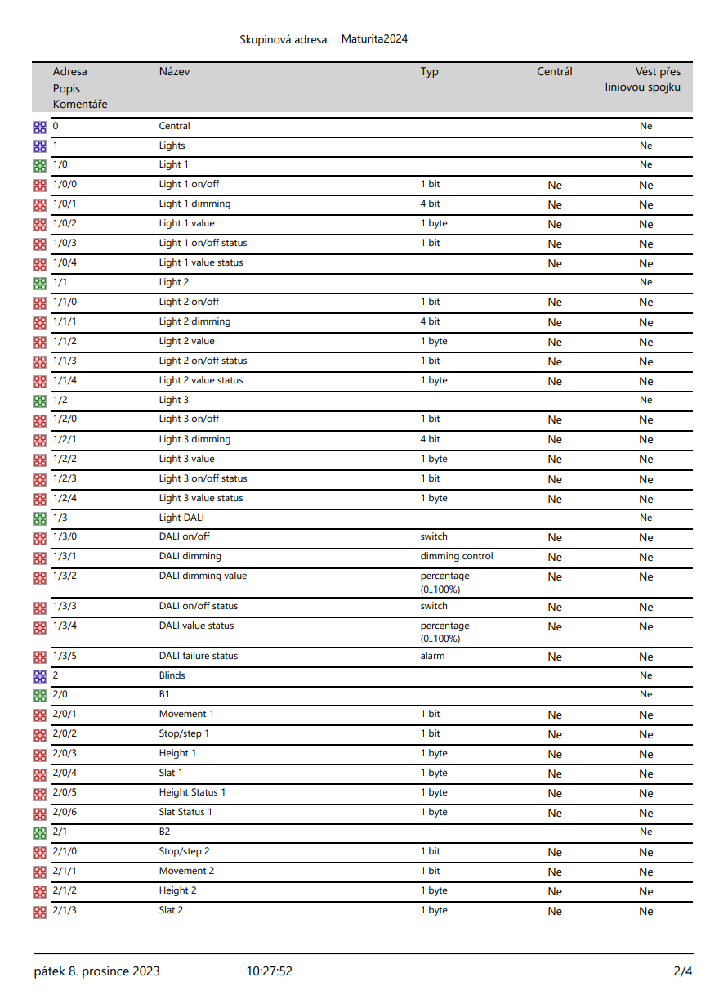 Skupinová adresa Maturita2024
Adresa Název Typ Centrál Vést přes
Popis liniovou spojku
Komentáře
0 Central Ne
1 Lights Ne
1/0 Light 1 Ne
1/0/0 Light 1 on/off 1 bit Ne Ne
1/0/1 Light 1 dimming 4 bit Ne Ne
1/0/2 Light 1 value 1 byte Ne Ne
1/0/3 Light 1 on/off status 1 bit Ne Ne
1/0/4 Light 1 value status Ne Ne
1/1 Light 2 Ne
1/1/0 Light 2 on/off 1 bit Ne Ne
1/1/1 Light 2 dimming 4 bit Ne Ne
1/1/2 Light 2 value 1 byte Ne Ne
1/1/3 Light 2 on/off status 1 bit Ne Ne
1/1/4 Light 2 value status 1 byte Ne Ne
1/2 Light 3 Ne
1/2/0 Light 3 on/off 1 bit Ne Ne
1/2/1 Light 3 dimming 4 bit Ne Ne
1/2/2 Light 3 value 1 byte Ne Ne
1/2/3 Light 3 on/off status 1 bit Ne Ne
1/2/4 Light 3 value status 1 byte Ne Ne
1/3 Light DALI Ne
1/3/0 DALI on/off switch Ne Ne
1/3/1 DALI dimming dimming control Ne Ne
1/3/2 DALI dimming value percentage Ne Ne
(0..100%)
1/3/3 DALI on/off status switch Ne Ne
1/3/4 DALI value status percentage Ne Ne
(0..100%)
1/3/5 DALI failure status alarm Ne Ne
2 Blinds Ne
2/0 B1 Ne
2/0/1 Movement 1 1 bit Ne Ne
2/0/2 Stop/step 1 1 bit Ne Ne
2/0/3 Height 1 1 byte Ne Ne
2/0/4 Slat 1 1 byte Ne Ne
2/0/5 Height Status 1 1 byte Ne Ne
2/0/6 Slat Status 1 1 byte Ne Ne
2/1 B2 Ne
2/1/0 Stop/step 2 1 bit Ne Ne
2/1/1 Movement 2 1 bit Ne Ne
2/1/2 Height 2 1 byte Ne Ne
2/1/3 Slat 2 1 byte Ne Ne
pátek 8. prosince 2023 10:27:52 2/4